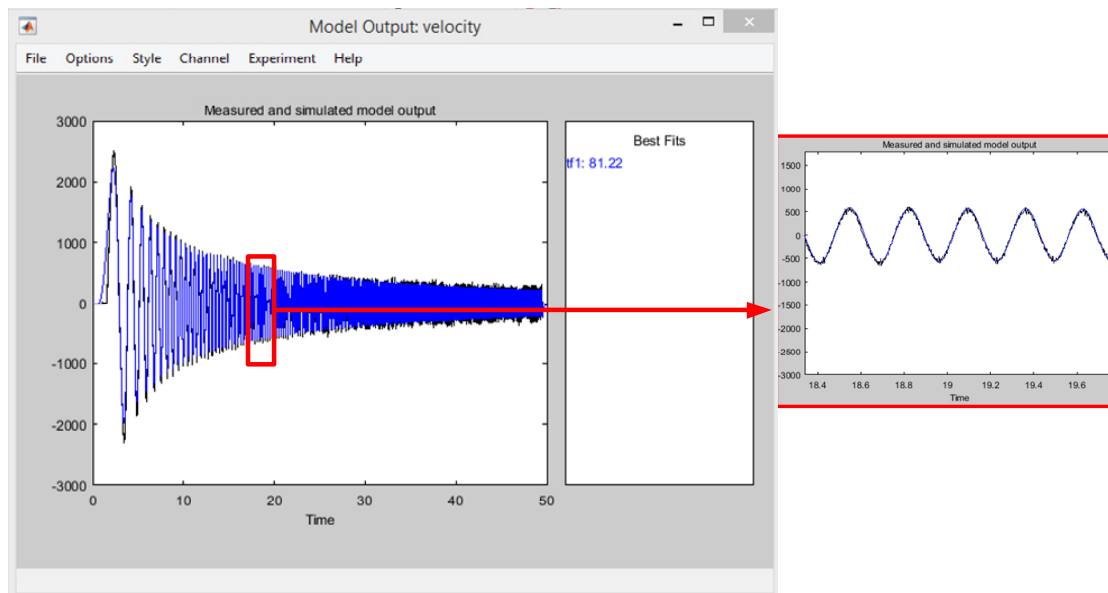 Model Output: velocity
File Options Style Channel Experiment Help
Measured and simulated model output
3000
2000
1000
0
-1000
-2000
-3000
0 10 20 30 40 50
Time
Best Fits
tf1: 81.22
Measured and simulated model output
1500
1000
500
0
-500
-1000
-1500
-2000
-2600
-3000
18.4 18.6 18.8 19 19.2 19.4 19.6
Time